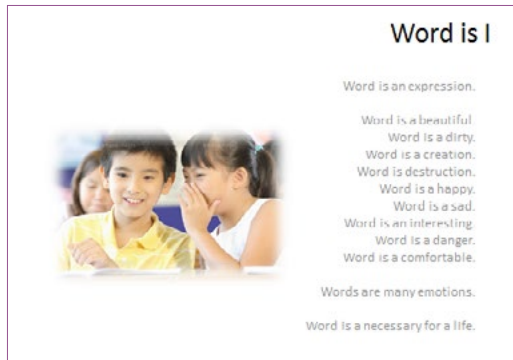 Word is I
Word is an expression.
Word is a beautiful.
Word is a dirty.
Word is a creation.
Word is destruction.
Word is a happy.
Word is a sad.
Word is an interesting.
Word is a danger.
Word is a comfortable.
Words are many emotions.
Word is a necessary for a life.